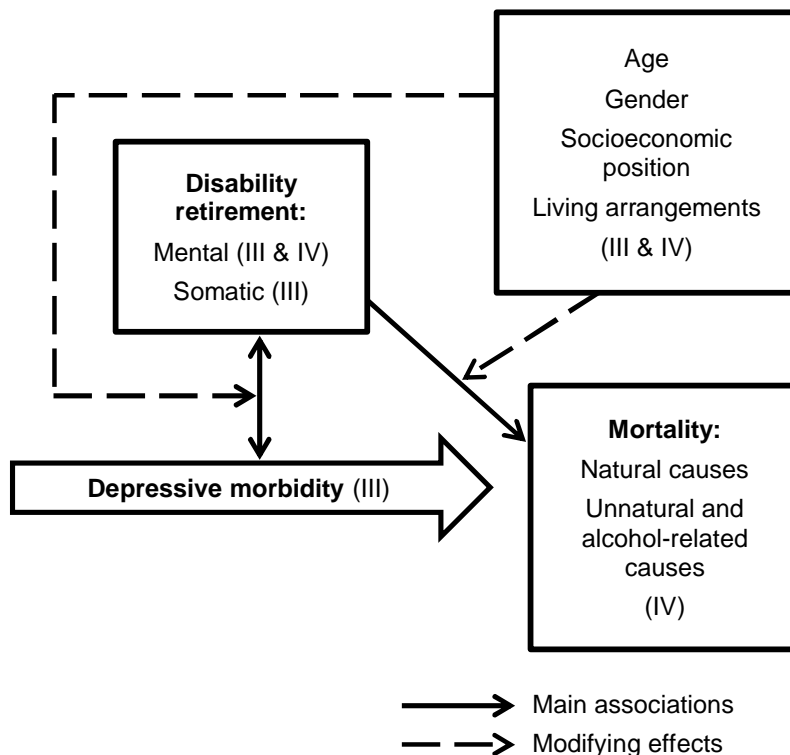 Age
Gender
Socioeconomic
position
Living arrangements
(III & IV)
Disability
retirement:
Mental (III & IV)
Somatic (III)
Depressive morbidity (III)
Mortality:
Natural causes
Unnatural and
alcohol-related
causes
(IV)
Main associations
Modifying effects